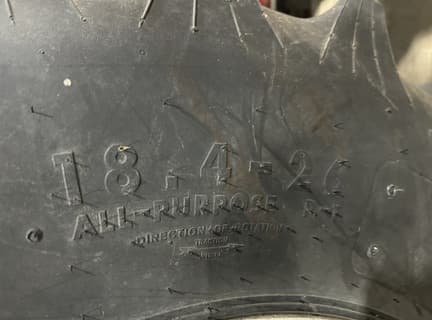 18.4-26
ALL-PURPOSE
DIRECTION OF ROTATION